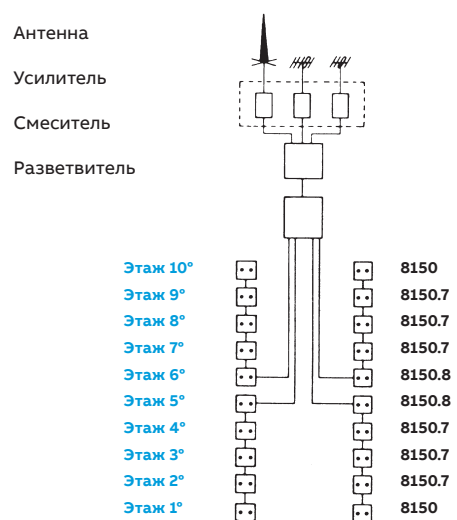 Антенна
Усилитель
Смеситель
Разветвитель
Этаж 10° 8150
Этаж 9° 8150.7
Этаж 8° 8150.7
Этаж 7° 8150.7
Этаж 6° 8150.8
Этаж 5° 8150.8
Этаж 4° 8150.7
Этаж 3° 8150.7
Этаж 2° 8150.7
Этаж 1° 8150